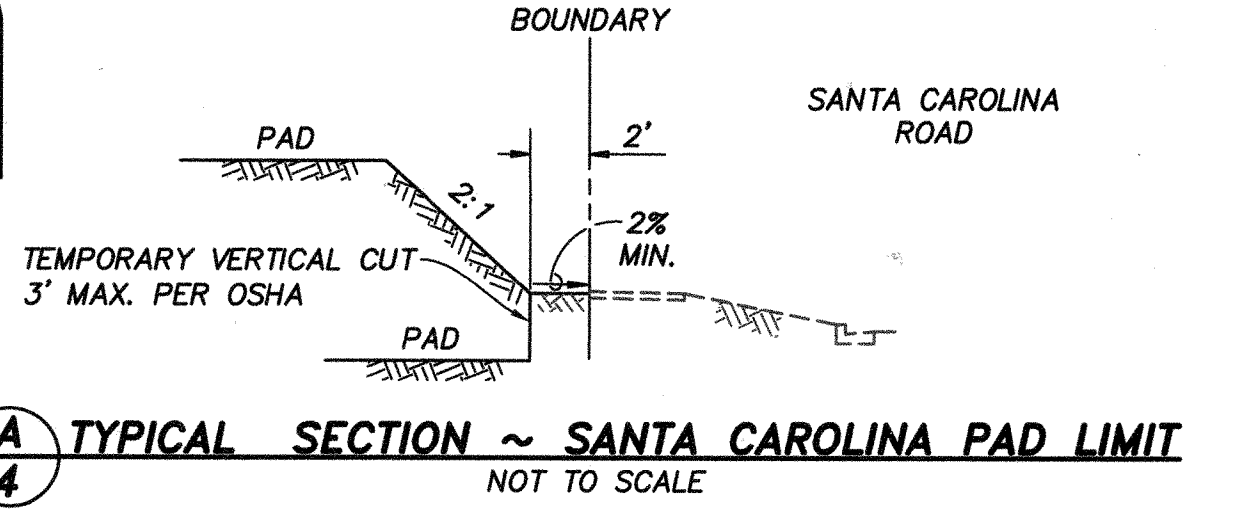 BOUNDARY
SANTA CAROLINA
ROAD
PAD
2'
2:1
2%
MIN.
TEMPORARY VERTICAL CUT
3' MAX. PER OSHA
PAD
A
4
TYPICAL SECTION ~ SANTA CAROLINA PAD LIMIT
NOT TO SCALE